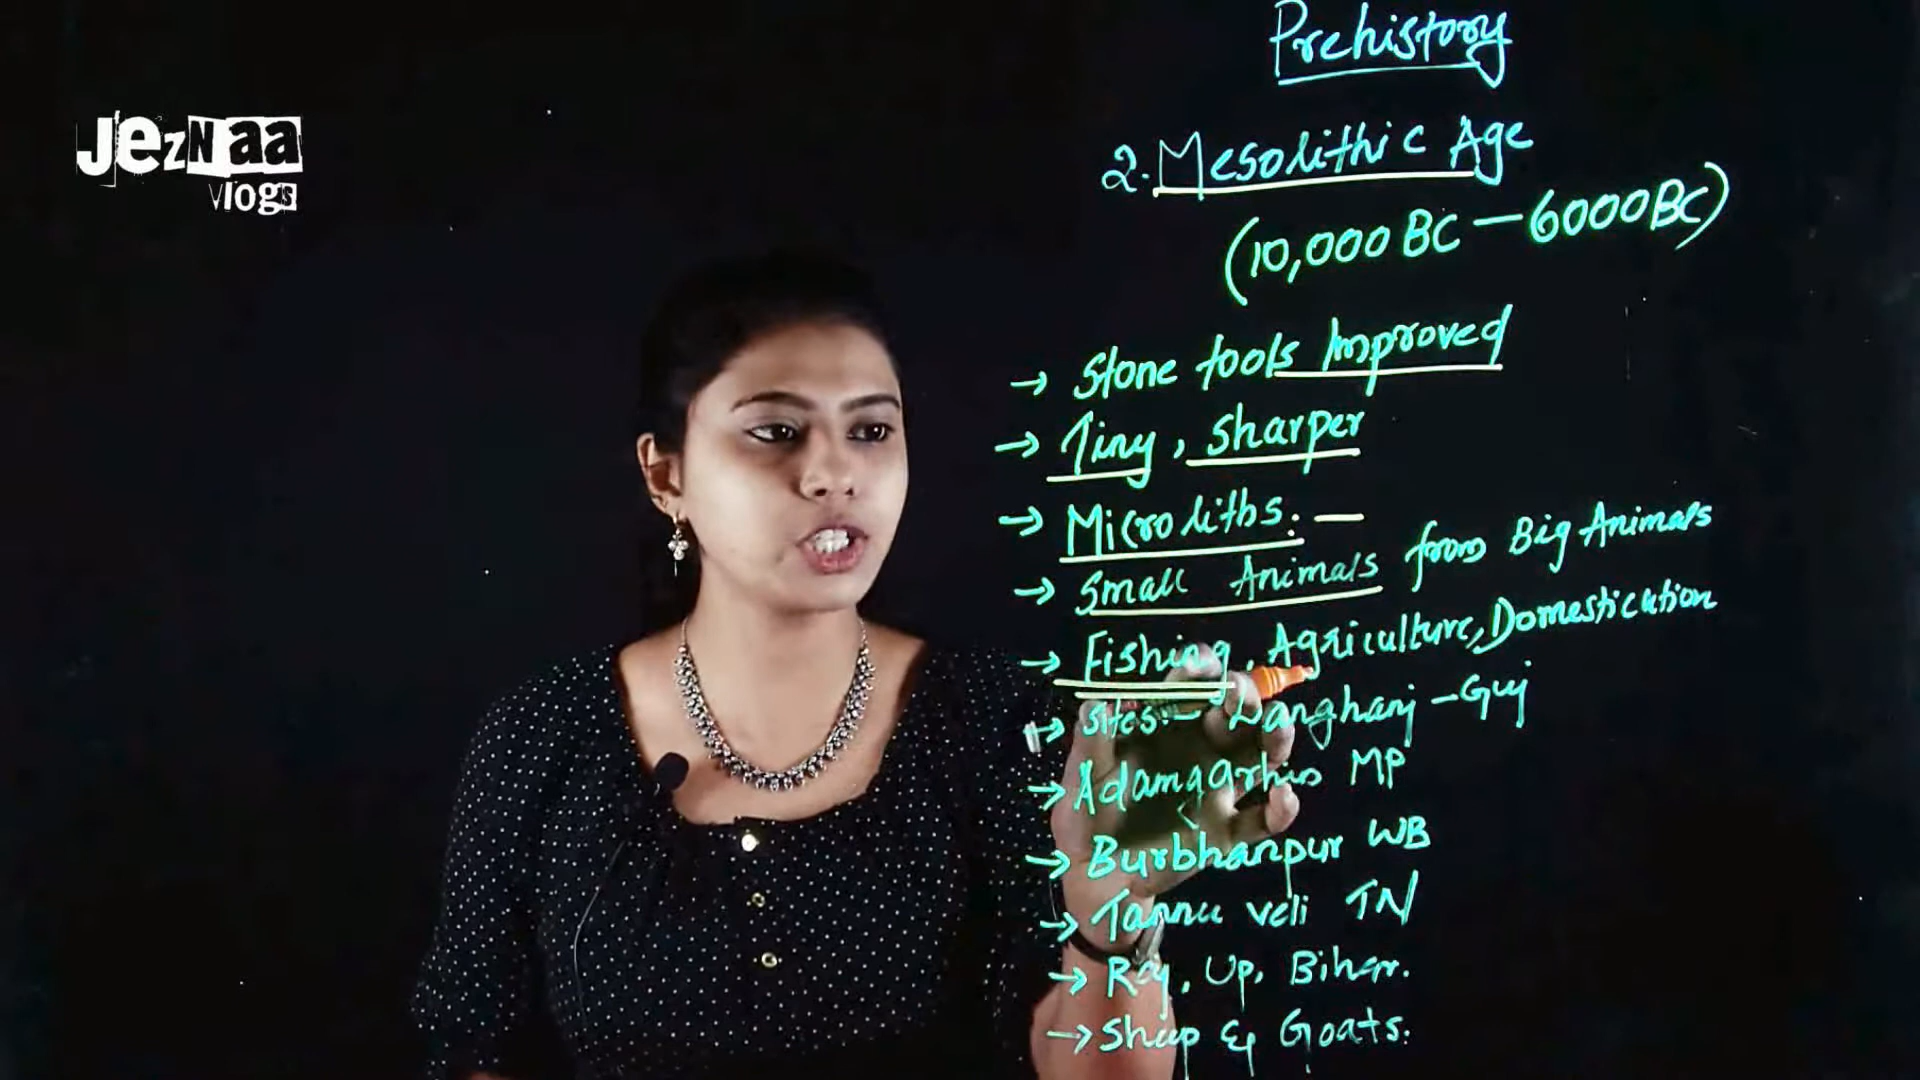 JEZNAA
vlogs
Prehistory
2. Mesolithic Age
(10,000 BC — 6000 BC)
→ Stone tools Improved
→ Tiny, sharper
→ Microliths: —
→ Small Animals from Big Animals
→ Fishing, Agriculture, Domestication
→ Sites:- Langhanj - Guj
→ Adamgarh MP
→ Burbhanpur WB
→ veli TN
→ Raj, Up, Bihar.
→ Sheep & Goats.